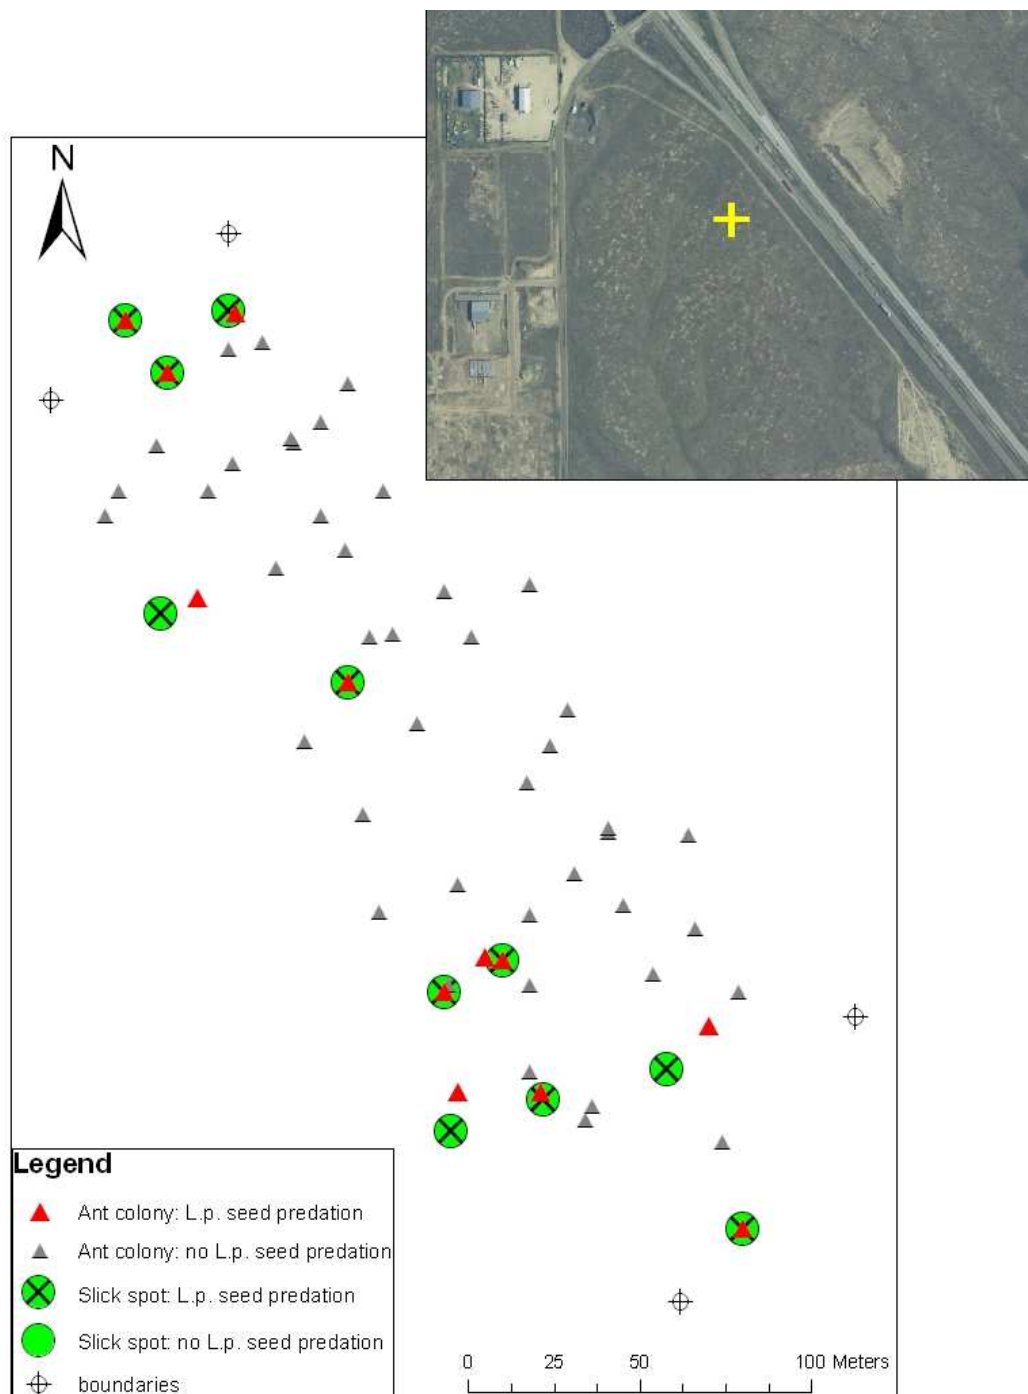 N
Legend
Ant colony: L.p. seed predation
Ant colony: no L.p. seed predation
Slick spot: L.p. seed predation
Slick spot: no L.p. seed predation
boundaries
0 25 50 100 Meters